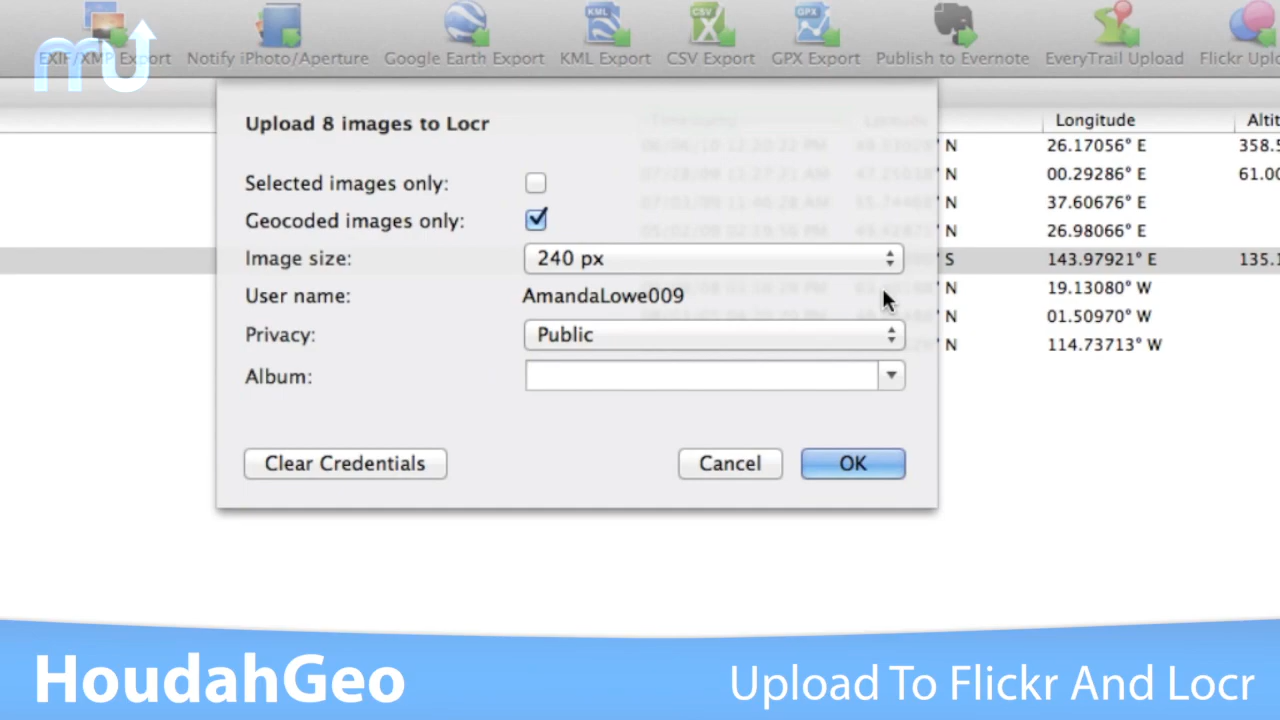 mu
EXIF/XMP Export Notify iPhoto/Aperture Google Earth Export KML Export CSV Export GPX Export Publish to Evernote EveryTrail Upload Flickr
KML CSV GPX
Upload 8 images to Locr
Longitude
N 26.17056° E 358.5
Selected images only:
N 00.29286° E 61.00
Geocoded images only:
N 37.60676° E
N 26.98066° E
Image size: 240 px
S 143.97921° E 135.1
User name: AmandaLowe009
N 19.13080° W
N 01.50970° W
Privacy: Public
N 114.73713° W
Album:
Clear Credentials Cancel OK
HoudahGeo
Upload To Flickr And Locr